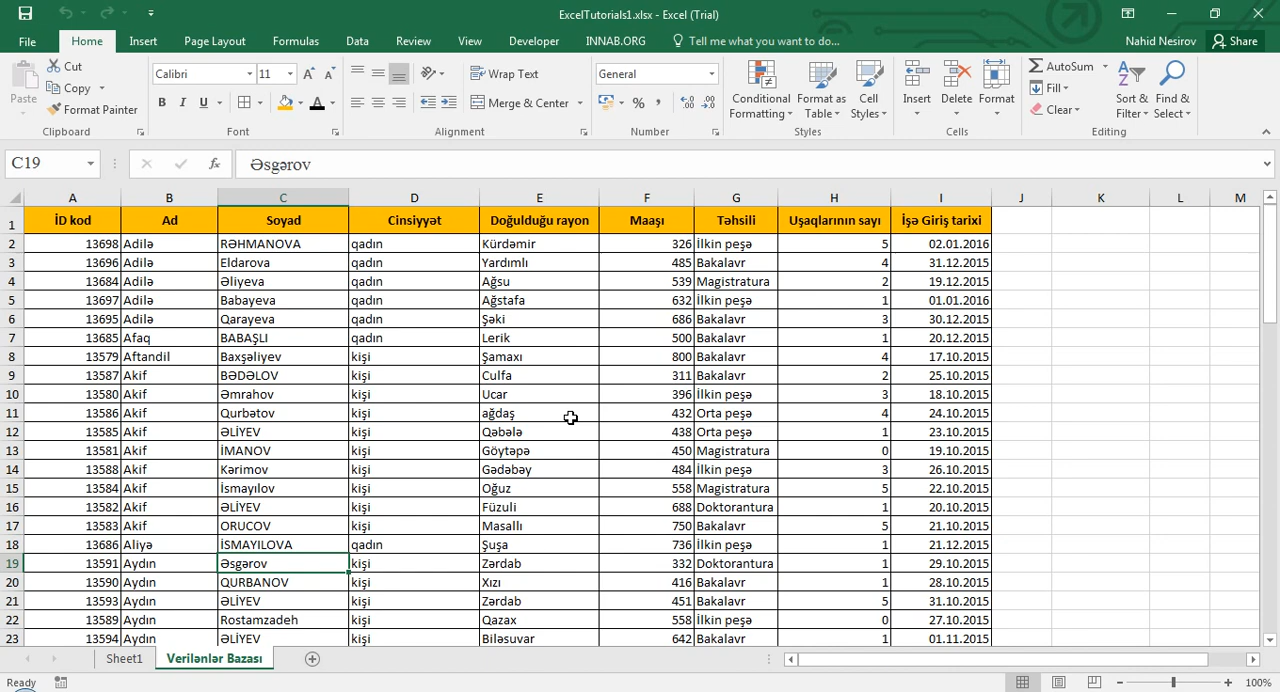 ExcelTutorials1.xlsx - Excel (Trial)
File Home Insert Page Layout Formulas Data Review View Developer INNAB.ORG Tell me what you want to do... Nahid Nesirov Share
Paste
Cut
Copy
Format Painter
Clipboard
Calibri 11
B I U A
Font
Wrap Text
Merge & Center
Alignment
General
%
Number
Conditional Formatting
Format as Table
Cell Styles
Styles
Insert Delete Format
Cells
AutoSum
Fill
Clear
Sort & Filter
Find & Select
Editing
C19 fx Əsgərov
A B C D E F G H I J K L M
1 İD kod Ad Soyad Cinsiyyət Doğulduğu rayon Maaşı Təhsili Uşaqlarının sayı İşə Giriş tarixi
2 13698 Adilə RƏHMANOVA qadın Kürdəmir 326 İlkin peşə 5 02.01.2016
3 13696 Adilə Eldarova qadın Yardımlı 485 Bakalavr 4 31.12.2015
4 13684 Adilə Əliyeva qadın Ağsu 539 Magistratura 2 19.12.2015
5 13697 Adilə Babayeva qadın Ağstafa 632 İlkin peşə 1 01.01.2016
6 13695 Adilə Qarayeva qadın Şəki 686 Bakalavr 3 30.12.2015
7 13685 Afaq BABAŞLI qadın Lerik 500 Bakalavr 1 20.12.2015
8 13579 Aftandil Baxşəliyev kişi Şamaxı 800 Bakalavr 4 17.10.2015
9 13587 Akif BƏDƏLOV kişi Culfa 311 Bakalavr 2 25.10.2015
10 13580 Akif Əmrahov kişi Ucar 396 İlkin peşə 3 18.10.2015
11 13586 Akif Qurbətov kişi ağdaş 432 Orta peşə 4 24.10.2015
12 13585 Akif ƏLİYEV kişi Qəbələ 438 Orta peşə 1 23.10.2015
13 13581 Akif İMANOV kişi Göytəpə 450 Magistratura 0 19.10.2015
14 13588 Akif Kərimov kişi Gədəbəy 484 İlkin peşə 3 26.10.2015
15 13584 Akif İsmayılov kişi Oğuz 558 Magistratura 5 22.10.2015
16 13582 Akif ƏLİYEV kişi Füzuli 688 Doktorantura 1 20.10.2015
17 13583 Akif ORUCOV kişi Masallı 750 Bakalavr 5 21.10.2015
18 13686 Aliyə İSMAYILOVA qadın Şuşa 736 İlkin peşə 1 21.12.2015
19 13591 Aydın Əsgərov kişi Zərdab 332 Doktorantura 1 29.10.2015
20 13590 Aydın QURBANOV kişi Xızı 416 Bakalavr 1 28.10.2015
21 13593 Aydın ƏLİYEV kişi Zərdab 451 Bakalavr 5 31.10.2015
22 13589 Aydın Rostamzadeh kişi Qazax 558 İlkin peşə 0 27.10.2015
23 13594 Aydın ƏLİYEV kişi Biləsuvar 642 Bakalavr 1 01.11.2015
Sheet1 Verilənlər Bazası
Ready 100%